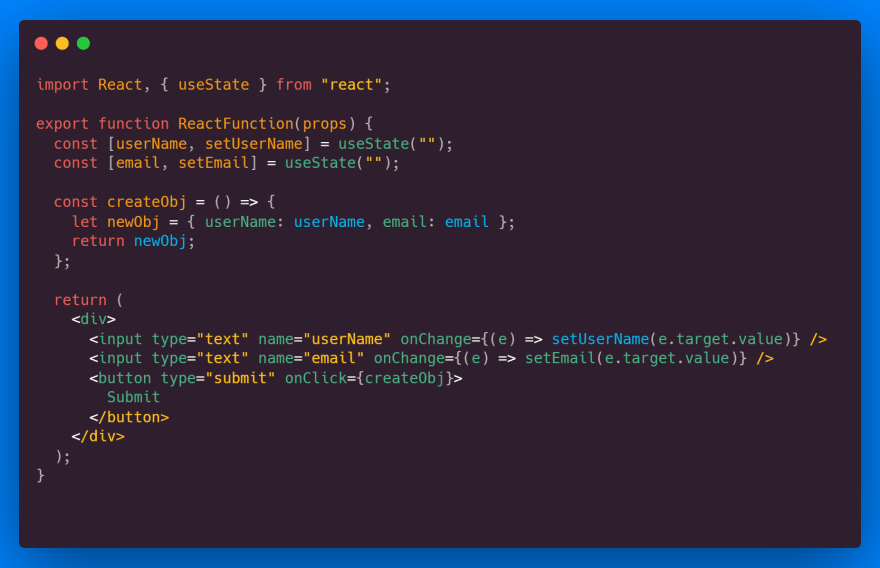 import React, { useState } from "react";
export function ReactFunction(props) {
const [userName, setUserName] = useState("");
const [email, setEmail] = useState("");
const createObj = () => {
let newObj = { userName: userName, email: email };
return newObj;
};
return (
<div>
<input type="text" name="userName" onChange={(e) => setUserName(e.target.value)} />
<input type="text" name="email" onChange={(e) => setEmail(e.target.value)} />
<button type="submit" onClick={createObj}>
Submit
</button>
</div>
);
}